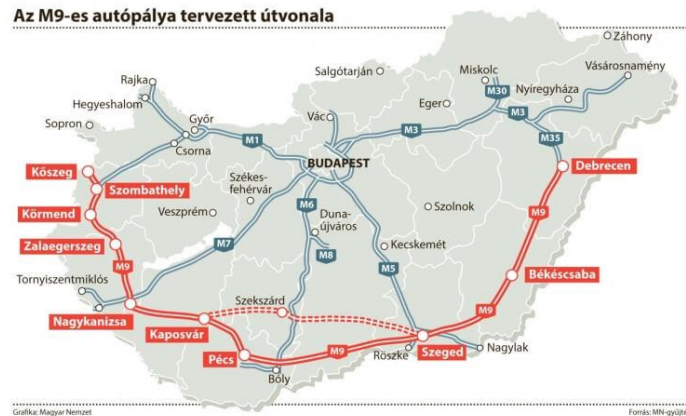 Az M9-es autópálya tervezett útvonala
Záhony
Vásárosnamény
Salgótarján
Miskolc
M30
Nyíregyháza
Rajka
Hegyeshalom
Eger
M3
Vác
Győr
Sopron
M1
M3
M35
Csorna
BUDAPEST
Debrecen
Kőszeg
Székes-
fehérvár
Szombathely
M6
Szolnok
M9
Körmend
Veszprém
Duna-
újváros
Zalaegerszeg
M7
Kecskemét
M8
M9
M5
Békéscsaba
Tornyiszentmiklós
Szekszárd
M9
Nagykanizsa
Kaposvár
Pécs
M9
Röszke
Szeged
Nagylak
Bóly
Grafika: Magyar Nemzet
Forrás: MN-gyűjté